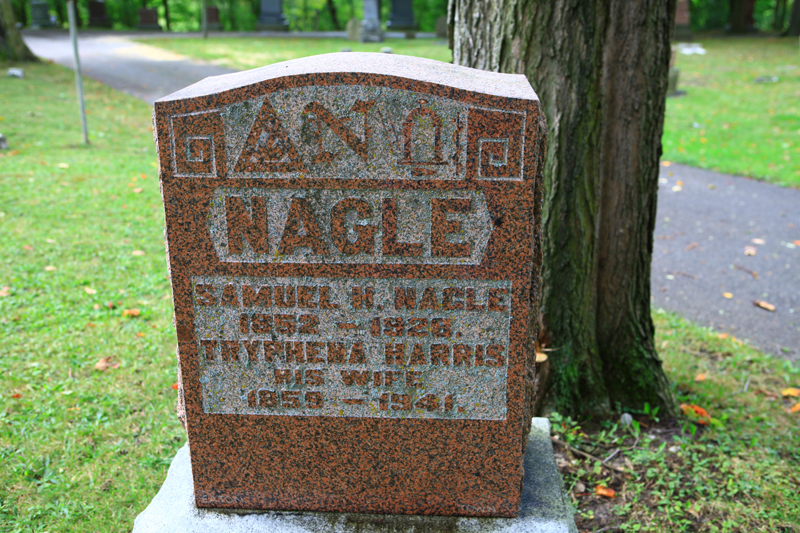 N
NAGLE
SAMUEL H. NAGLE
1852 – 1926.
TRYPHENA HARRIS
HIS WIFE
1859 – 1941.